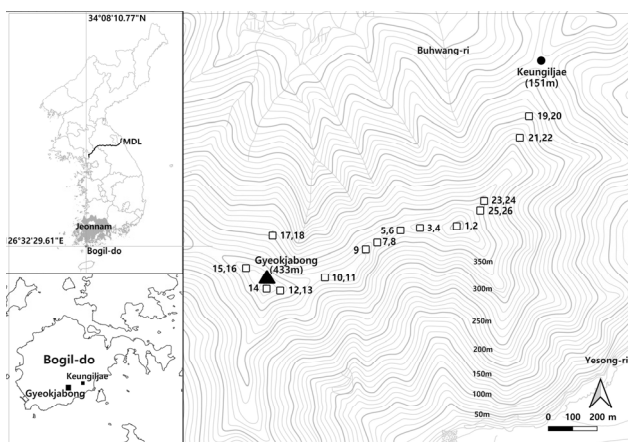 34°08'10.77"N
MDL
Jeonnam
26°32'29.61"E
Bogil-do
Bogil-do
Keungiljae
Gyeokjabong
Buhwang-ri
Keungiljae
(151m)
19,20
21,22
23,24
25,26
1,2
3,4
5,6
7,8
9
17,18
Gyeokjabong
(433m)
15,16
10,11
14
12,13
350m
300m
250m
200m
150m
100m
50m
Yesong-ri
0 100 200 m